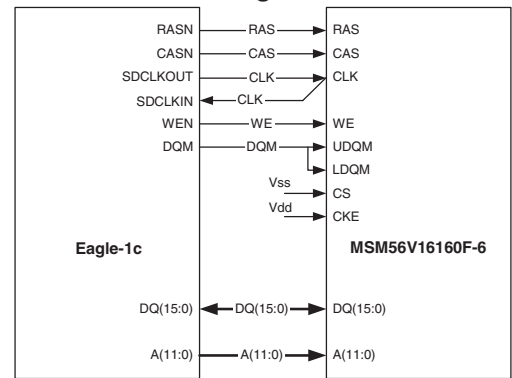 RASN RAS RAS
CASN CAS CAS
SDCLKOUT CLK CLK
SDCLKIN CLK
WEN WE WE
DQM DQM UDQM
LDQM
Vss CS
Vdd CKE
Eagle-1c MSM56V16160F-6
DQ(15:0) DQ(15:0) DQ(15:0)
A(11:0) A(11:0) A(11:0)